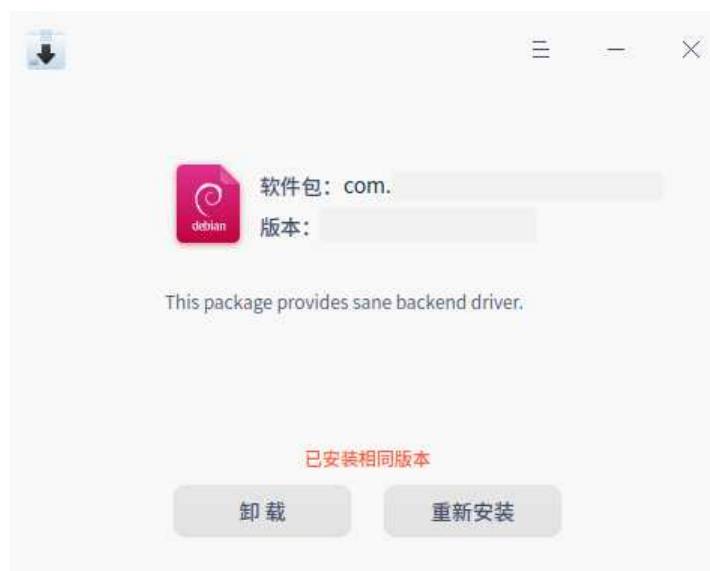 软件包：com.
debian
版本：
This package provides sane backend driver.
已安装相同版本
卸载
重新安装